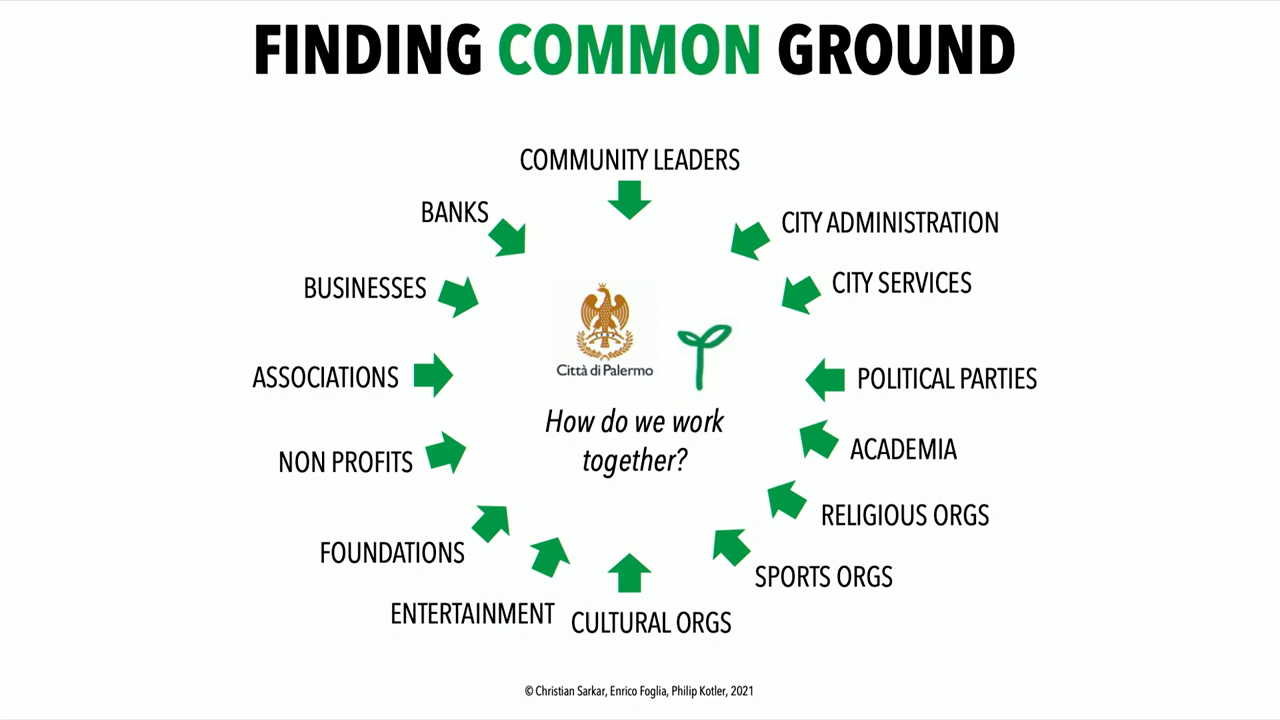 FINDING COMMON GROUND
COMMUNITY LEADERS
BANKS
CITY ADMINISTRATION
BUSINESSES
CITY SERVICES
Città di Palermo
ASSOCIATIONS
POLITICAL PARTIES
How do we work
together?
NON PROFITS
ACADEMIA
RELIGIOUS ORGS
FOUNDATIONS
SPORTS ORGS
ENTERTAINMENT
CULTURAL ORGS
© Christian Sarkar, Enrico Foglia, Philip Kotler, 2021